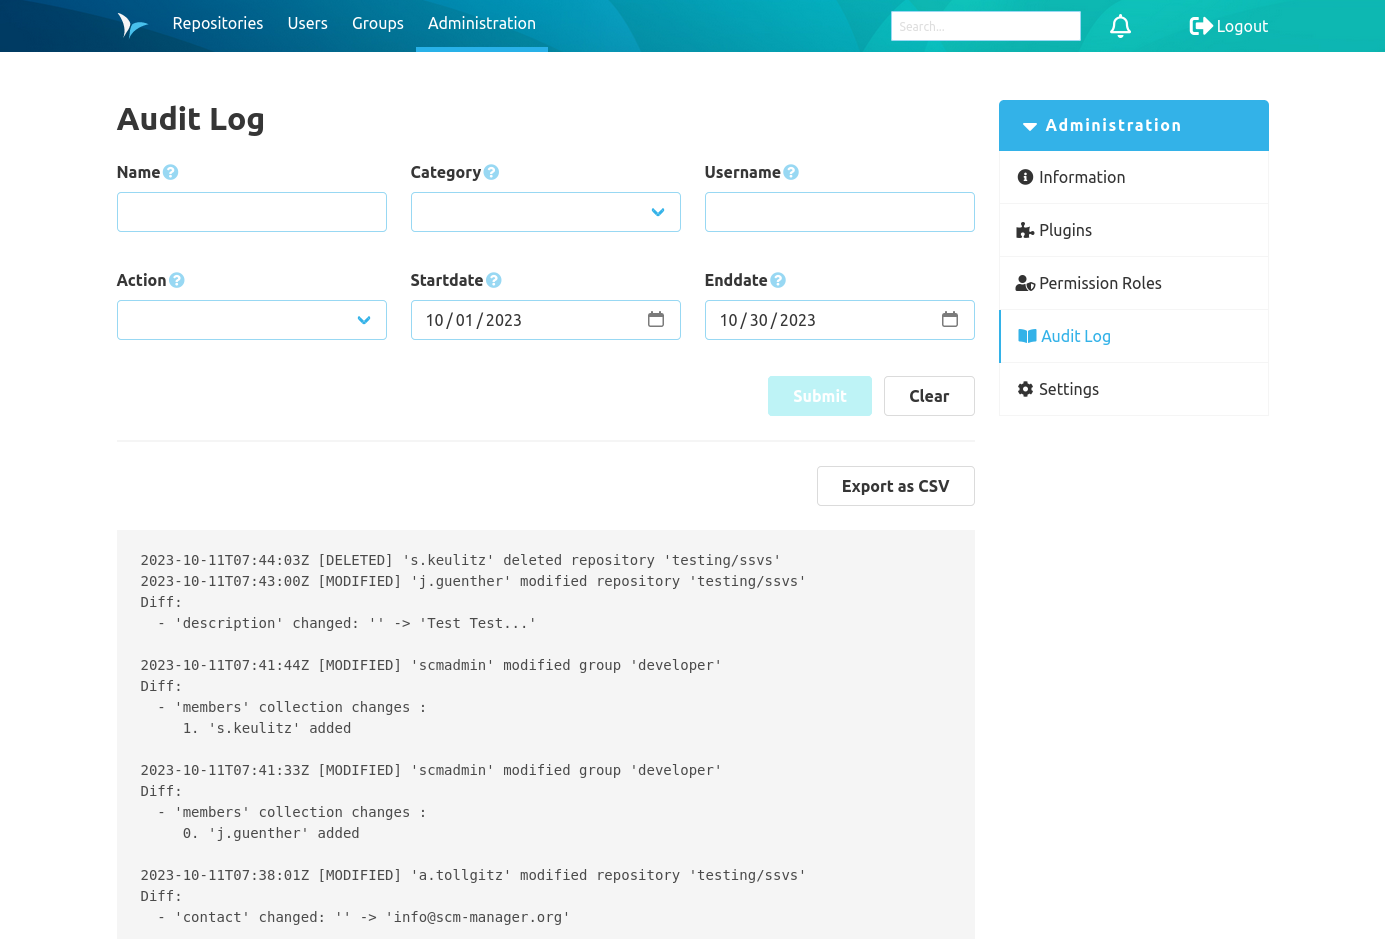 Repositories Users Groups Administration Search... Logout
Audit Log
Administration
Information
Plugins
Permission Roles
Audit Log
Settings
Name Category Username
Action Startdate Enddate
10/01/2023 10/30/2023
Submit Clear
Export as CSV
2023-10-11T07:44:03Z [DELETED] 's.keulitz' deleted repository 'testing/ssvs'
2023-10-11T07:43:00Z [MODIFIED] 'j.guenther' modified repository 'testing/ssvs'
Diff:
  - 'description' changed: '' -> 'Test Test...'
2023-10-11T07:41:44Z [MODIFIED] 'scmadmin' modified group 'developer'
Diff:
  - 'members' collection changes :
     1. 's.keulitz' added
2023-10-11T07:41:33Z [MODIFIED] 'scmadmin' modified group 'developer'
Diff:
  - 'members' collection changes :
     0. 'j.guenther' added
2023-10-11T07:38:01Z [MODIFIED] 'a.tollgitz' modified repository 'testing/ssvs'
Diff:
  - 'contact' changed: '' -> 'info@scm-manager.org'